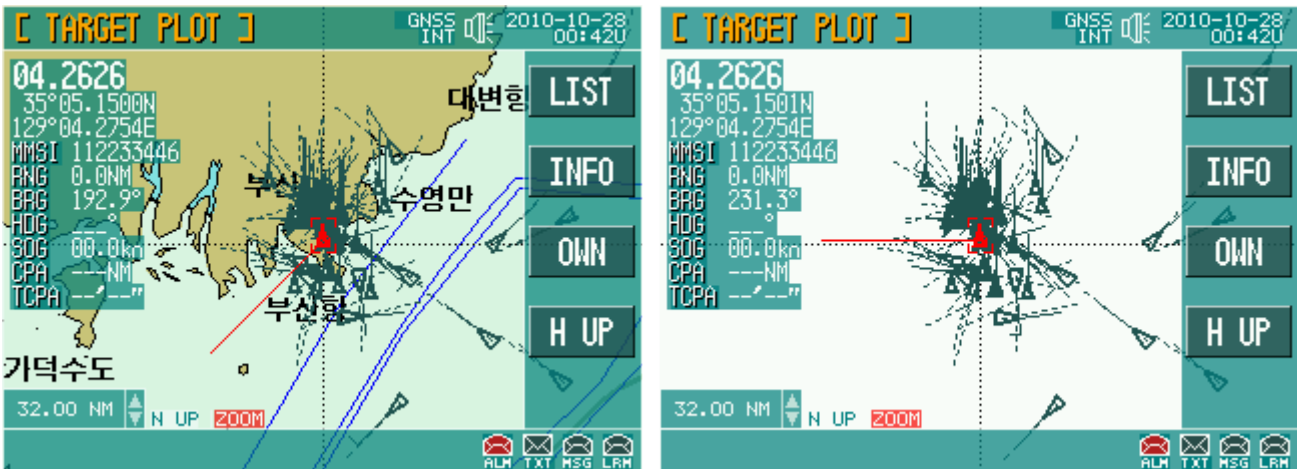 [ TARGET PLOT ]
GNSS
INT
2010-10-28
00:42U
04.2626
35°05.1500N
129°04.2754E
MMSI 112233446
RNG 0.0NM
BRG 192.9°
HDG ___°
SOG 00.0kn
CPA ---NM
TCPA --'--"
대변항
부산
수영만
부산항
가덕수도
LIST
INFO
OWN
H UP
32.00 NM
N UP ZOOM
ALM TXT MSG LRM
[ TARGET PLOT ]
GNSS
INT
2010-10-28
00:42U
04.2626
35°05.1501N
129°04.2754E
MMSI 112233446
RNG 0.0NM
BRG 231.3°
HDG ___°
SOG 00.0kn
CPA ---NM
TCPA --'--"
LIST
INFO
OWN
H UP
32.00 NM
N UP ZOOM
ALM TXT MSG LRM